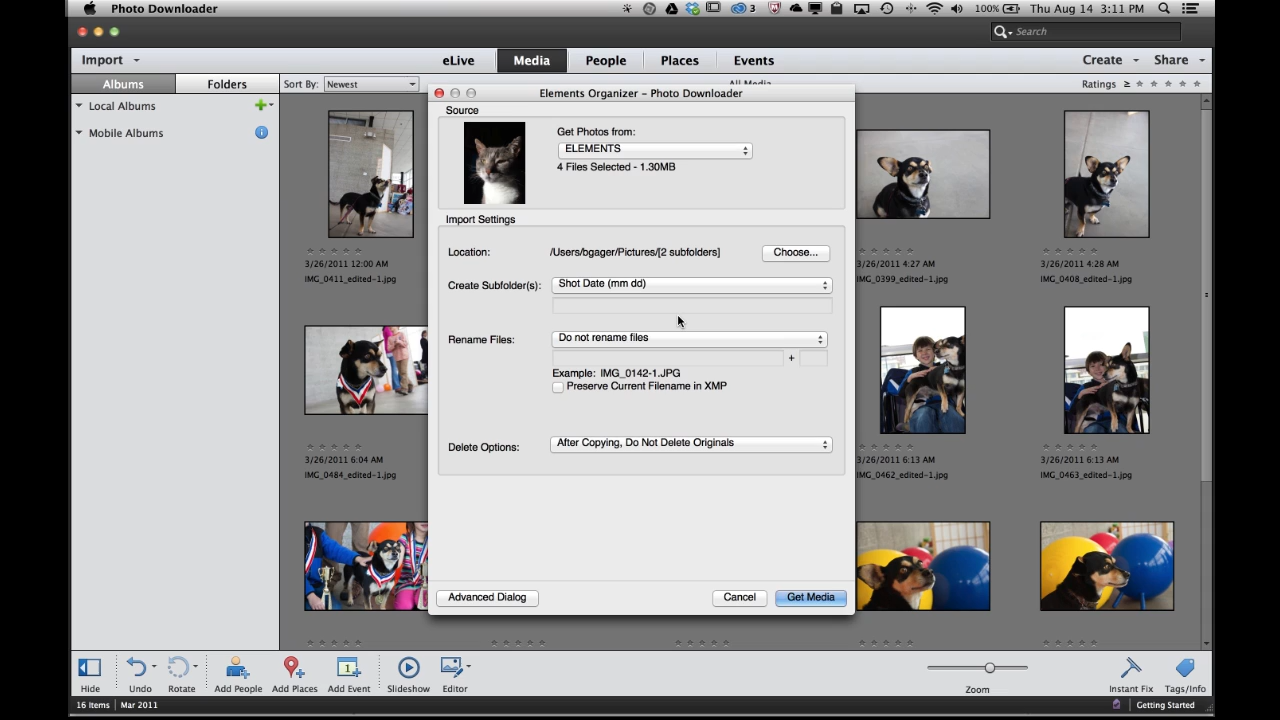 Photo Downloader 3 100% Thu Aug 14 3:11 PM
Search
Import eLive Media People Places Events Create Share
Albums Folders Sort By: Newest Ratings ≥
Local Albums
Mobile Albums
Elements Organizer – Photo Downloader
Source
Get Photos from:
ELEMENTS
4 Files Selected - 1.30MB
Import Settings
Location: /Users/bgager/Pictures/[2 subfolders] Choose...
Create Subfolder(s): Shot Date (mm dd)
Rename Files: Do not rename files
+
Example: IMG_0142-1.JPG
Preserve Current Filename in XMP
Delete Options: After Copying, Do Not Delete Originals
Advanced Dialog Cancel Get Media
3/26/2011 12:00 AM
IMG_0411_edited-1.jpg
3/26/2011 4:27 AM
IMG_0399_edited-1.jpg
3/26/2011 4:28 AM
IMG_0408_edited-1.jpg
3/26/2011 6:04 AM
IMG_0484_edited-1.jpg
3/26/2011 6:13 AM
IMG_0462_edited-1.jpg
3/26/2011 6:13 AM
IMG_0463_edited-1.jpg
1
Hide Undo Rotate Add People Add Places Add Event Slideshow Editor Zoom Instant Fix Tags/Info
16 Items Mar 2011 Getting Started